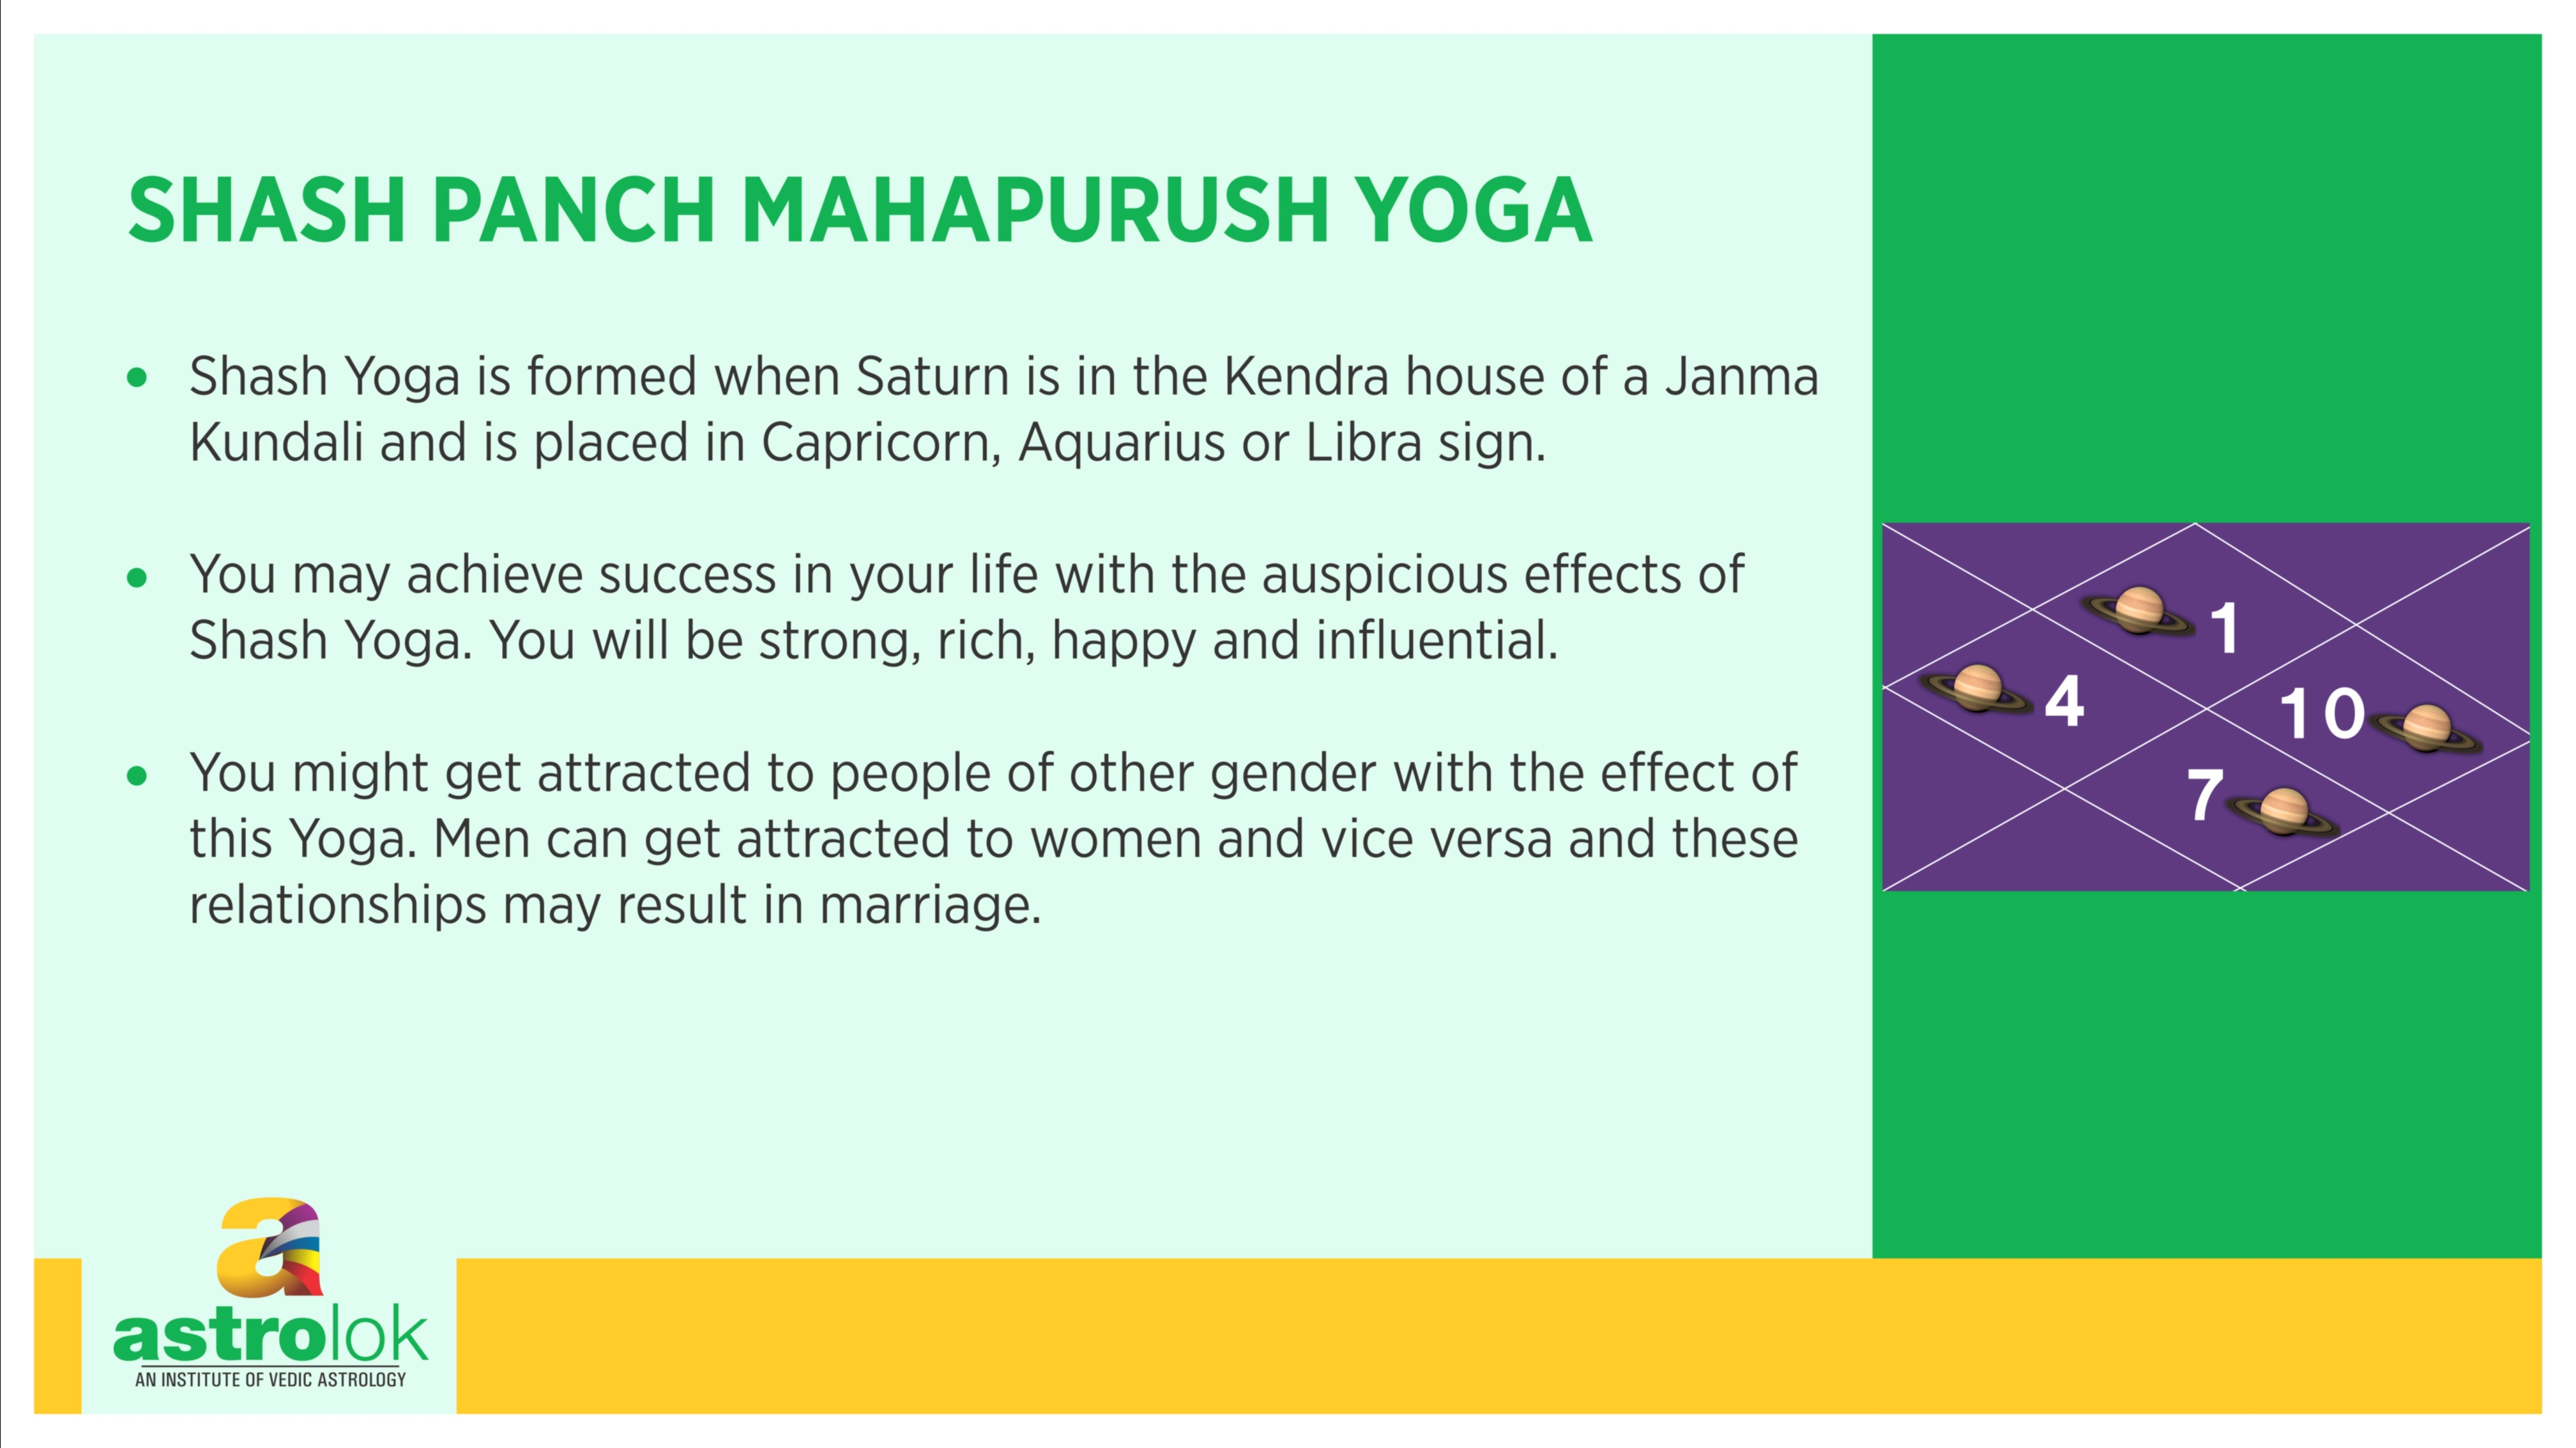 SHASH PANCH MAHAPURUSH YOGA
• Shash Yoga is formed when Saturn is in the Kendra house of a Janma
Kundali and is placed in Capricorn, Aquarius or Libra sign.
• You may achieve success in your life with the auspicious effects of
Shash Yoga. You will be strong, rich, happy and influential.
• You might get attracted to people of other gender with the effect of
this Yoga. Men can get attracted to women and vice versa and these
relationships may result in marriage.
1
4
10
7
a
astrolok
AN INSTITUTE OF VEDIC ASTROLOGY